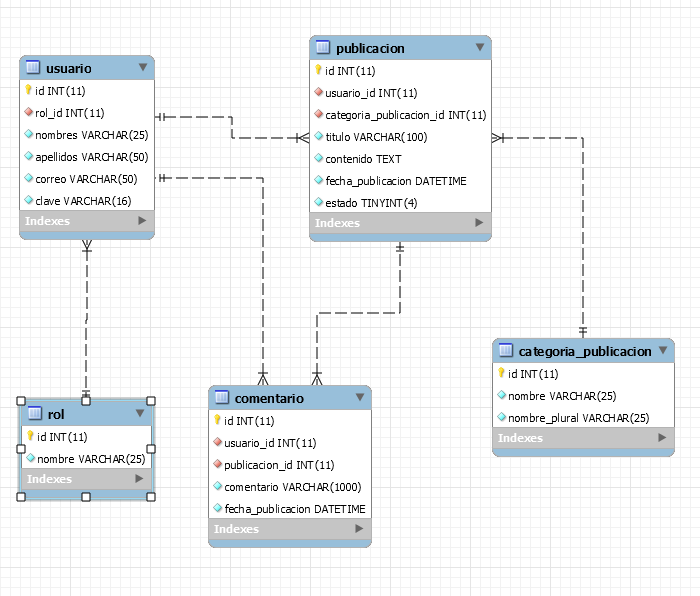 usuario
id INT(11)
rol_id INT(11)
nombres VARCHAR(25)
apellidos VARCHAR(50)
correo VARCHAR(50)
clave VARCHAR(16)
Indexes
publicacion
id INT(11)
usuario_id INT(11)
categoria_publicacion_id INT(11)
titulo VARCHAR(100)
contenido TEXT
fecha_publicacion DATETIME
estado TINYINT(4)
Indexes
categoria_publicacion
id INT(11)
nombre VARCHAR(25)
nombre_plural VARCHAR(25)
Indexes
rol
id INT(11)
nombre VARCHAR(25)
Indexes
comentario
id INT(11)
usuario_id INT(11)
publicacion_id INT(11)
comentario VARCHAR(1000)
fecha_publicacion DATETIME
Indexes